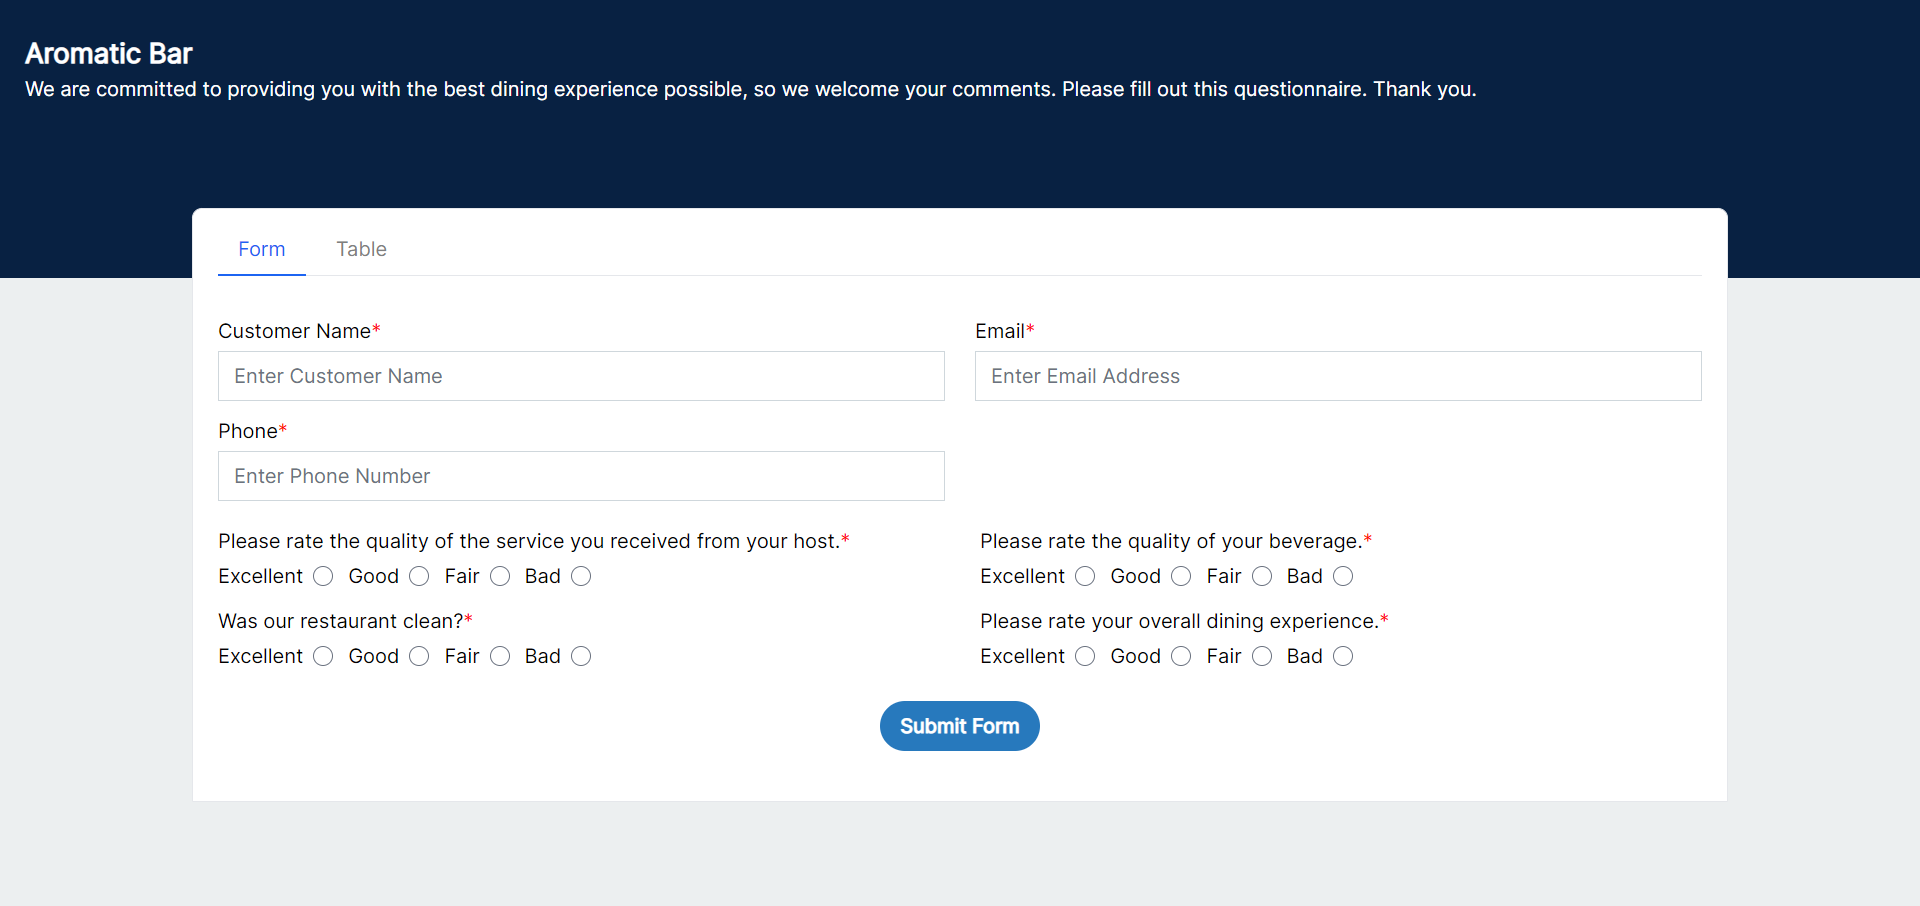 Aromatic Bar
We are committed to providing you with the best dining experience possible, so we welcome your comments. Please fill out this questionnaire. Thank you.
Form Table
Customer Name* Email*
Enter Customer Name Enter Email Address
Phone*
Enter Phone Number
Please rate the quality of the service you received from your host.* Please rate the quality of your beverage.*
Excellent Good Fair Bad Excellent Good Fair Bad
Was our restaurant clean?* Please rate your overall dining experience.*
Excellent Good Fair Bad Excellent Good Fair Bad
Submit Form